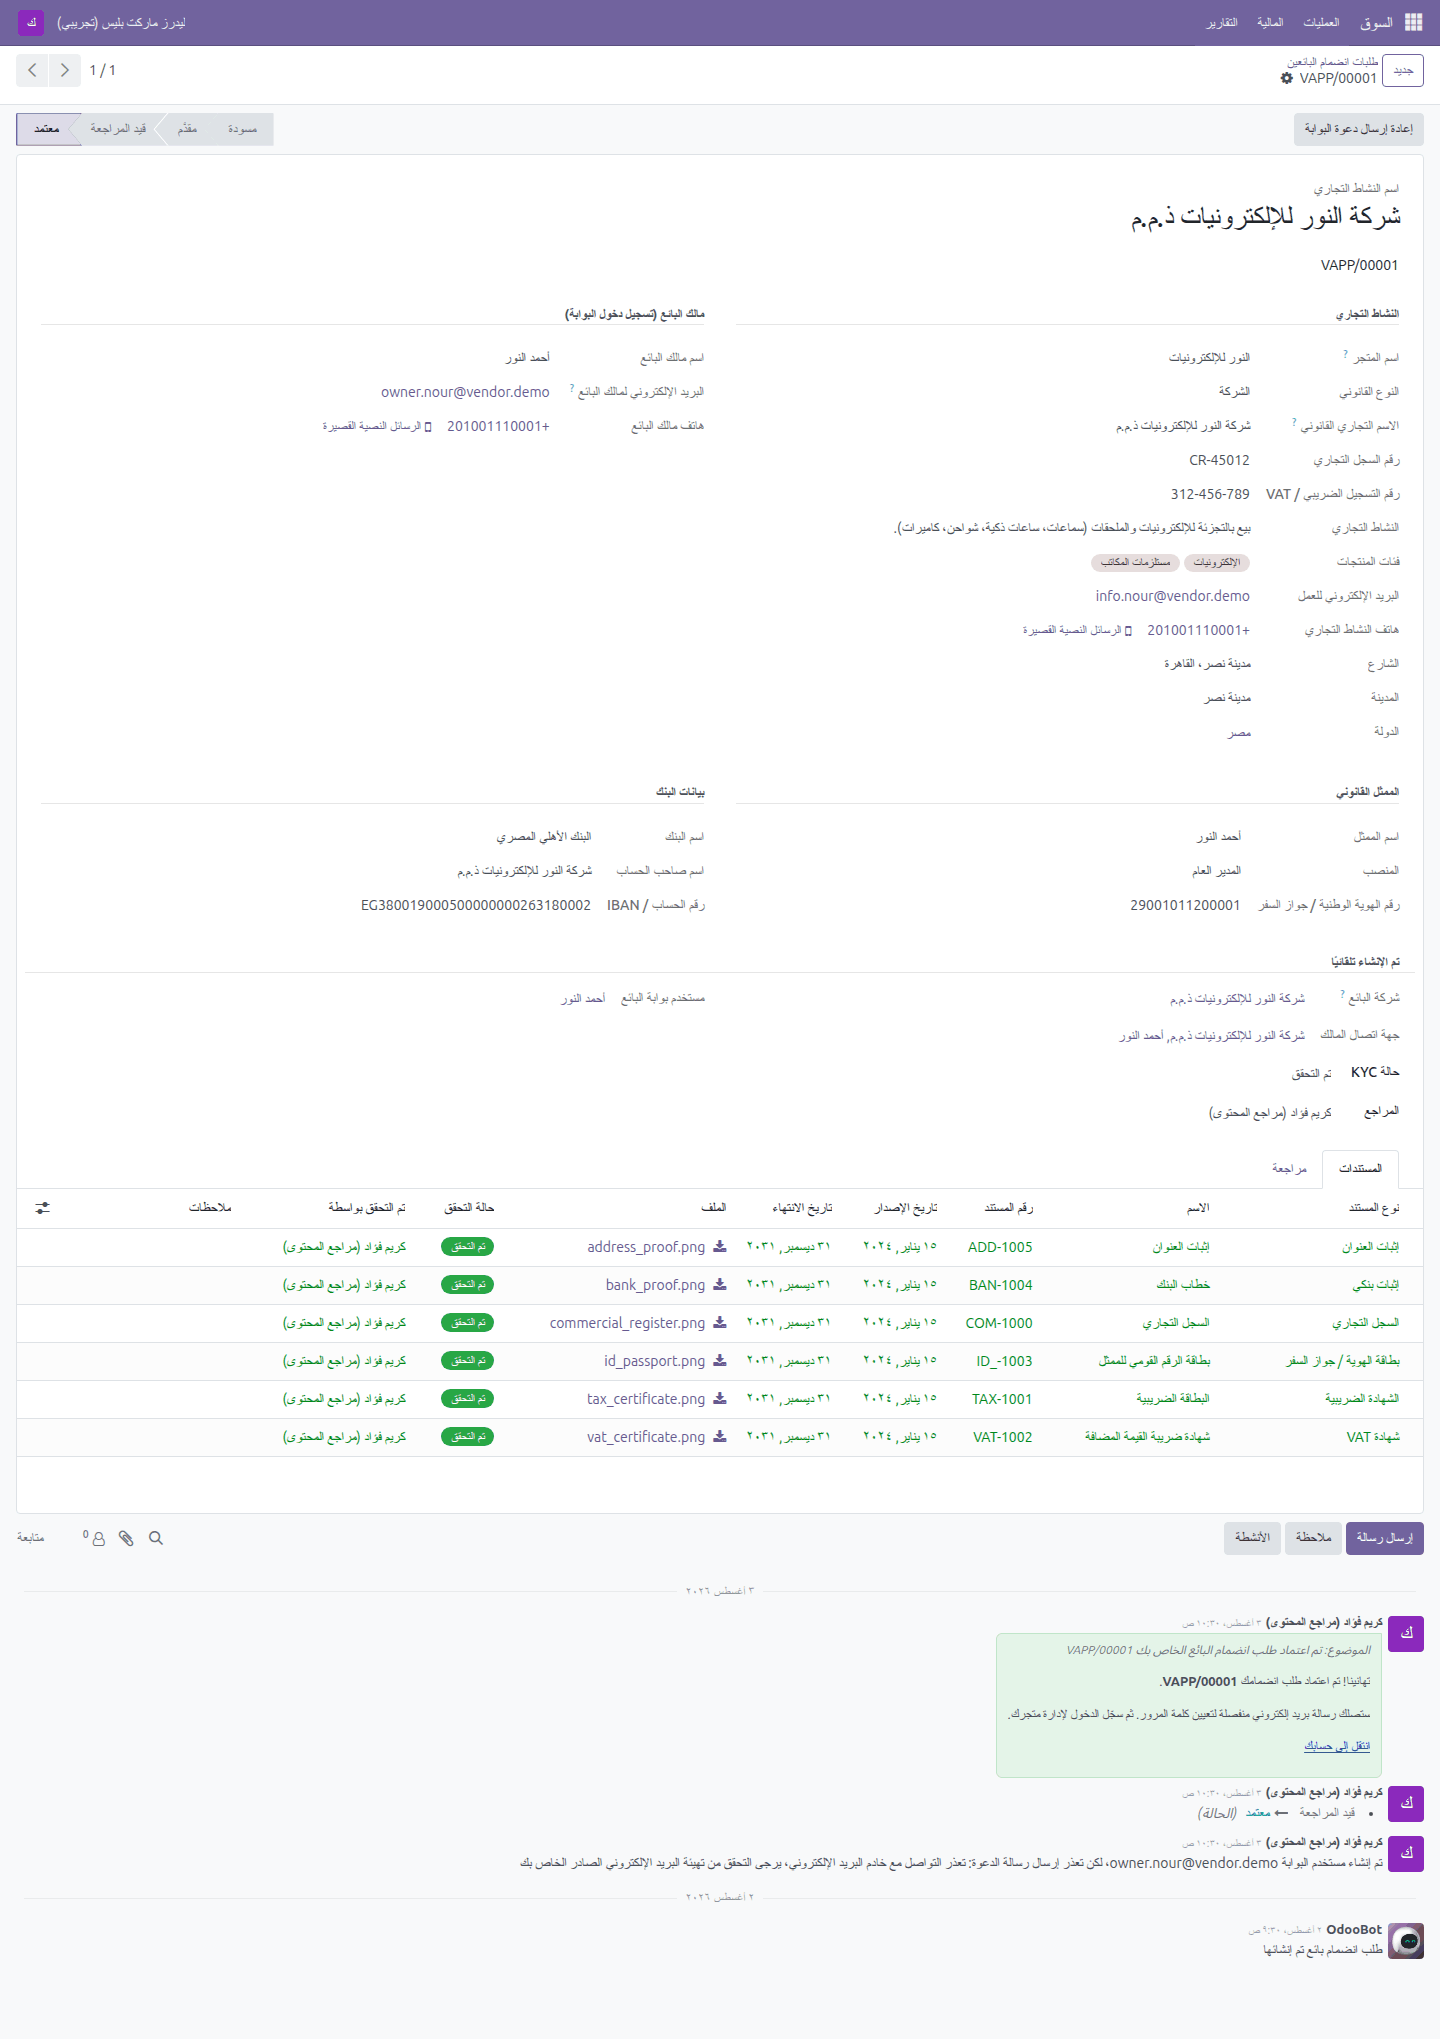 السوق العمليات المالية التقارير ليدرز ماركت بليس (تجريبي) ك
جديد طلبات انضمام البائعين 1 / 1
VAPP/00001
إعادة إرسال دعوة البوابة مسودة مقدَّم قيد المراجعة معتمد
اسم النشاط التجاري
شركة النور للإلكترونيات ذ.م.م
VAPP/00001
النشاط التجاري
اسم المتجر ? النور للإلكترونيات
النوع القانوني الشركة
الاسم التجاري القانوني ? شركة النور للإلكترونيات ذ.م.م
رقم السجل التجاري CR-45012
رقم التسجيل الضريبي / VAT 312-456-789
النشاط التجاري بيع بالتجزئة للإلكترونيات والملحقات (سماعات، ساعات ذكية، شواحن، كاميرات).
فئات المنتجات الإلكترونيات مستلزمات المكاتب
البريد الإلكتروني للعمل info.nour@vendor.demo
هاتف النشاط التجاري +201001110001 الرسائل النصية القصيرة
الشارع مدينة نصر، القاهرة
المدينة مدينة نصر
الدولة مصر
مالك البائع (تسجيل دخول البوابة)
اسم مالك البائع أحمد النور
البريد الإلكتروني لمالك البائع ? owner.nour@vendor.demo
هاتف مالك البائع +201001110001 الرسائل النصية القصيرة
الممثل القانوني
اسم الممثل أحمد النور
المنصب المدير العام
رقم الهوية الوطنية / جواز السفر 29001011200001
بيانات البنك
اسم البنك البنك الأهلي المصري
اسم صاحب الحساب شركة النور للإلكترونيات ذ.م.م
رقم الحساب / IBAN EG380019000500000000263180002
تم الإنشاء تلقائيًا
شركة البائع ? شركة النور للإلكترونيات ذ.م.م
جهة اتصال المالك شركة النور للإلكترونيات ذ.م.م, أحمد النور
حالة KYC تم التحقق
المراجع كريم فؤاد (مراجع المحتوى)
مستخدم بوابة البائع أحمد النور
المستندات مراجعة
نوع المستند الاسم رقم المستند تاريخ الإصدار تاريخ الانتهاء الملف حالة التحقق تم التحقق بواسطة ملاحظات
إثبات العنوان إثبات العنوان ADD-1005 ١٥ يناير, ٢٠٢٤ ٣١ ديسمبر, ٢٠٣١ address_proof.png تم التحقق كريم فؤاد (مراجع المحتوى)
إثبات بنكي خطاب البنك BAN-1004 ١٥ يناير, ٢٠٢٤ ٣١ ديسمبر, ٢٠٣١ bank_proof.png تم التحقق كريم فؤاد (مراجع المحتوى)
السجل التجاري السجل التجاري COM-1000 ١٥ يناير, ٢٠٢٤ ٣١ ديسمبر, ٢٠٣١ commercial_register.png تم التحقق كريم فؤاد (مراجع المحتوى)
بطاقة الهوية / جواز السفر بطاقة الرقم القومي للممثل ID_-1003 ١٥ يناير, ٢٠٢٤ ٣١ ديسمبر, ٢٠٣١ id_passport.png تم التحقق كريم فؤاد (مراجع المحتوى)
الشهادة الضريبية البطاقة الضريبية TAX-1001 ١٥ يناير, ٢٠٢٤ ٣١ ديسمبر, ٢٠٣١ tax_certificate.png تم التحقق كريم فؤاد (مراجع المحتوى)
شهادة VAT شهادة ضريبة القيمة المضافة VAT-1002 ١٥ يناير, ٢٠٢٤ ٣١ ديسمبر, ٢٠٣١ vat_certificate.png تم التحقق كريم فؤاد (مراجع المحتوى)
إرسال رسالة ملاحظة الأنشطة 0 متابعة
٣ أغسطس ٢٠٢٦
ك كريم فؤاد (مراجع المحتوى) ٣ أغسطس، ١٠:٣٠ ص
الموضوع: تم اعتماد طلب انضمام البائع الخاص بك VAPP/00001
تهانينا! تم اعتماد طلب انضمامك VAPP/00001.
ستصلك رسالة بريد إلكتروني منفصلة لتعيين كلمة المرور. ثم سجّل الدخول لإدارة متجرك.
انتقل إلى حسابك
ك كريم فؤاد (مراجع المحتوى) ٣ أغسطس، ١٠:٣٠ ص
• قيد المراجعة ← معتمد (الحالة)
ك كريم فؤاد (مراجع المحتوى) ٣ أغسطس، ١٠:٣٠ ص
تم إنشاء مستخدم البوابة owner.nour@vendor.demo، لكن تعذر إرسال رسالة الدعوة: تعذر التواصل مع خادم البريد الإلكتروني، يرجى التحقق من تهيئة البريد الإلكتروني الصادر الخاص بك
٢ أغسطس ٢٠٢٦
OdooBot ٢ أغسطس، ٩:٣٠ ص
طلب انضمام بائع تم إنشائها